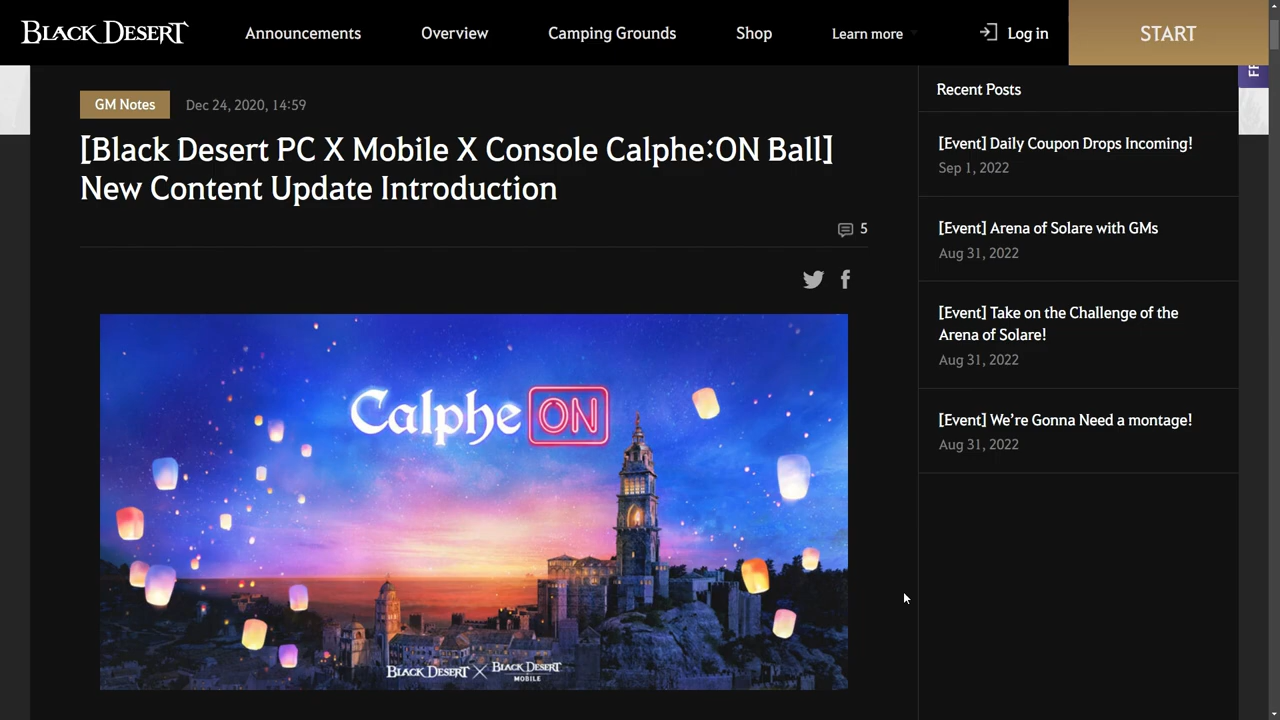 BLACK DESERT
Announcements
Overview
Camping Grounds
Shop
Learn more
Log in
START
GM Notes
Dec 24, 2020, 14:59
[Black Desert PC X Mobile X Console Calphe:ON Ball]
New Content Update Introduction
5
Calphe ON
BLACK DESERT X BLACK DESERT
MOBILE
Recent Posts
[Event] Daily Coupon Drops Incoming!
Sep 1, 2022
[Event] Arena of Solare with GMs
Aug 31, 2022
[Event] Take on the Challenge of the
Arena of Solare!
Aug 31, 2022
[Event] We’re Gonna Need a montage!
Aug 31, 2022